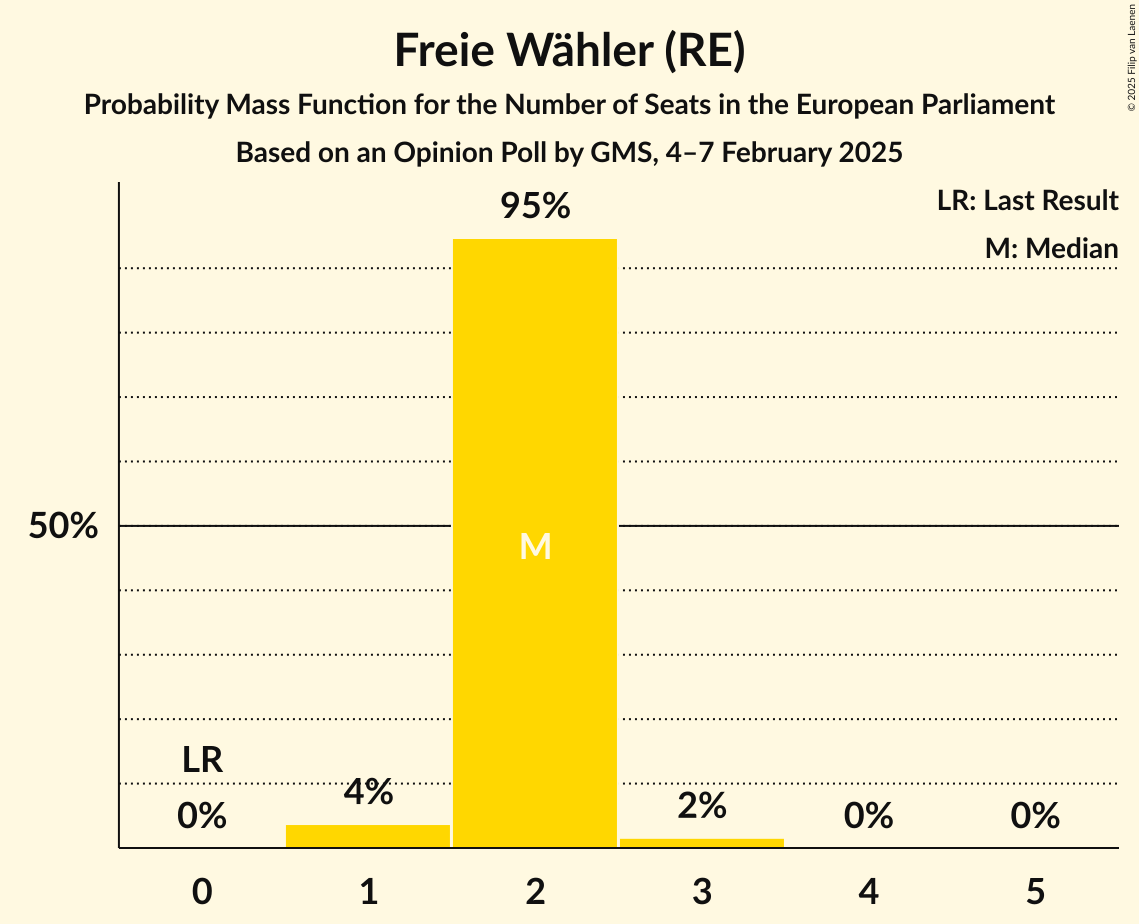 Freie Wähler (RE)
Probability Mass Function for the Number of Seats in the European Parliament
Based on an Opinion Poll by GMS, 4–7 February 2025
© 2025 Filip van Laenen
LR: Last Result
M: Median
95%
50%
M
LR
0%
4%
2%
0%
0%
0
1
2
3
4
5